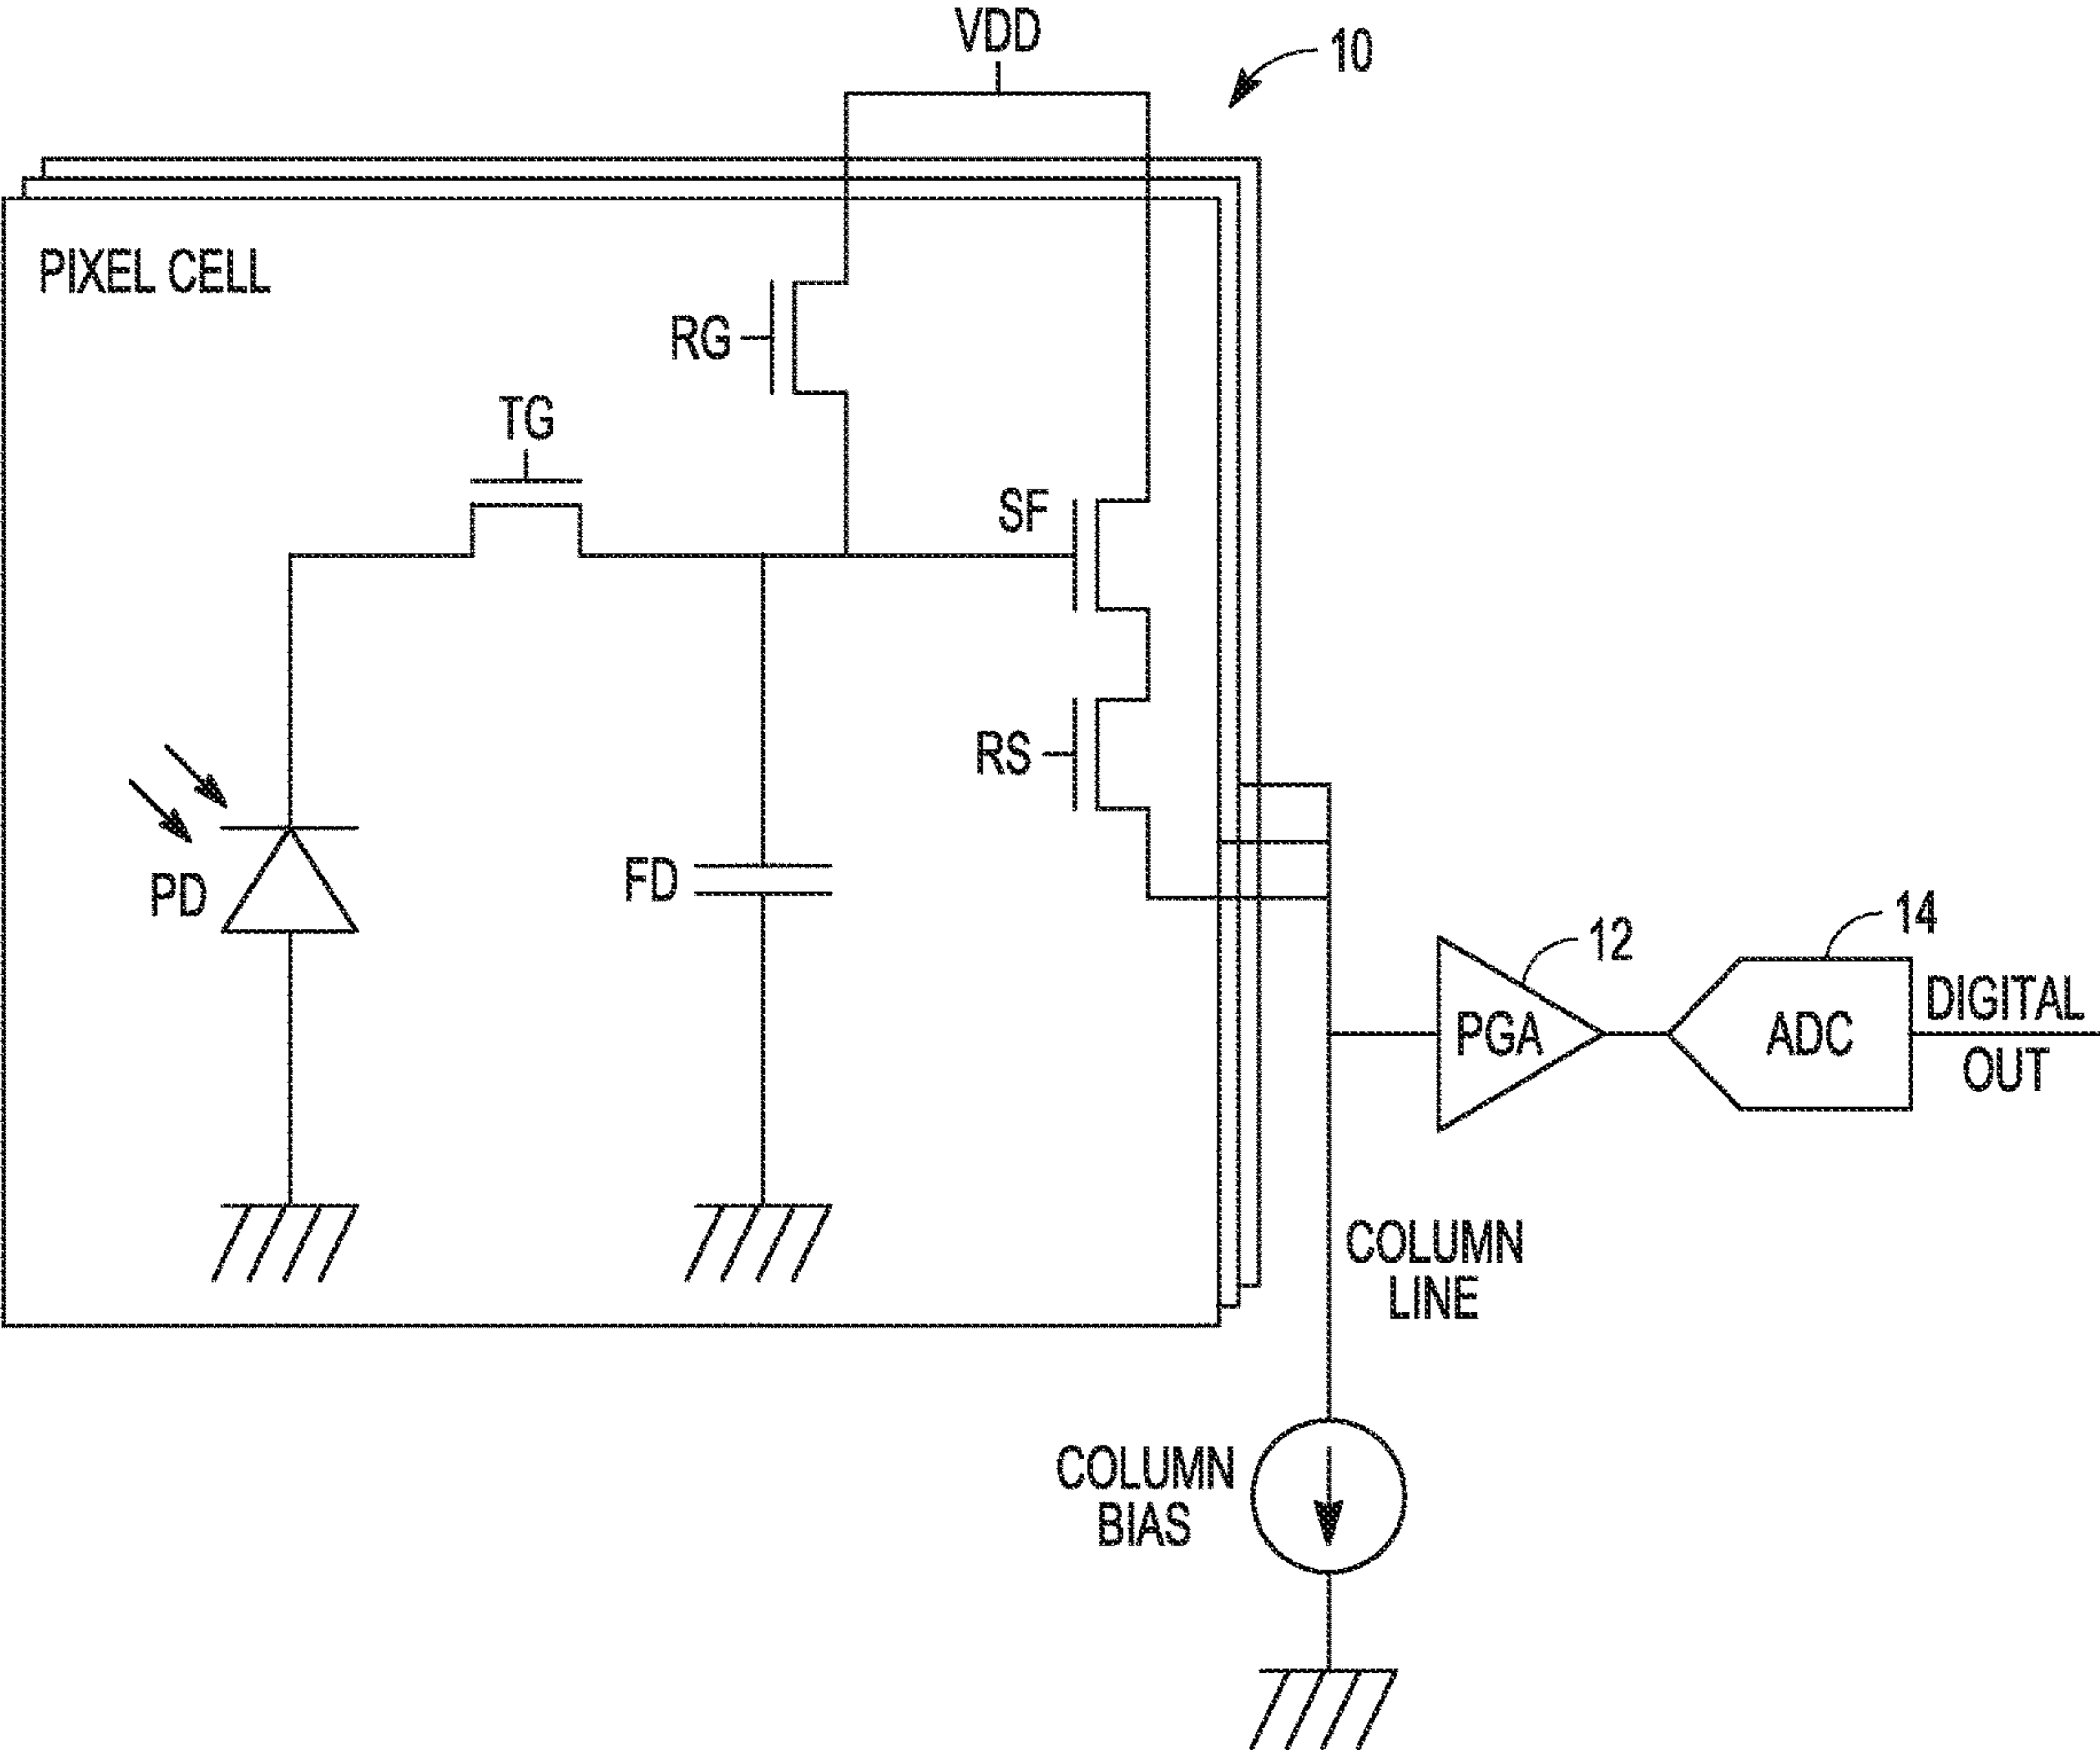 VDD
10
PIXEL CELL
RG
TG
SF
RS
PD
FD
12
14
PGA
ADC
DIGITAL
OUT
COLUMN
LINE
COLUMN
BIAS